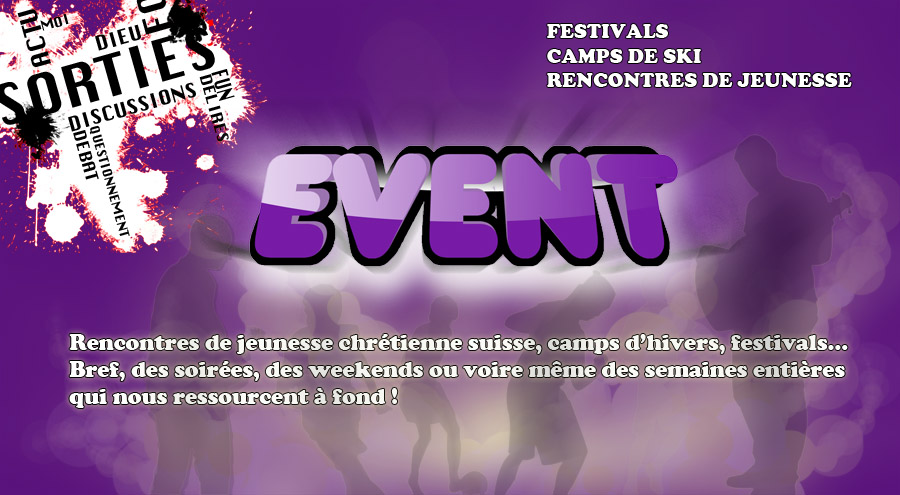 ACTU
MOI
DIEU
FO
SORTIES
DISCUSSIONS
FUN
DÉLIRES
QUESTIONNEMENT
DEBAT
FESTIVALS
CAMPS DE SKI
RENCONTRES DE JEUNESSE
EVENT
Rencontres de jeunesse chrétienne suisse, camps d'hivers, festivals...
Bref, des soirées, des weekends ou voire même des semaines entières
qui nous ressourcent à fond !